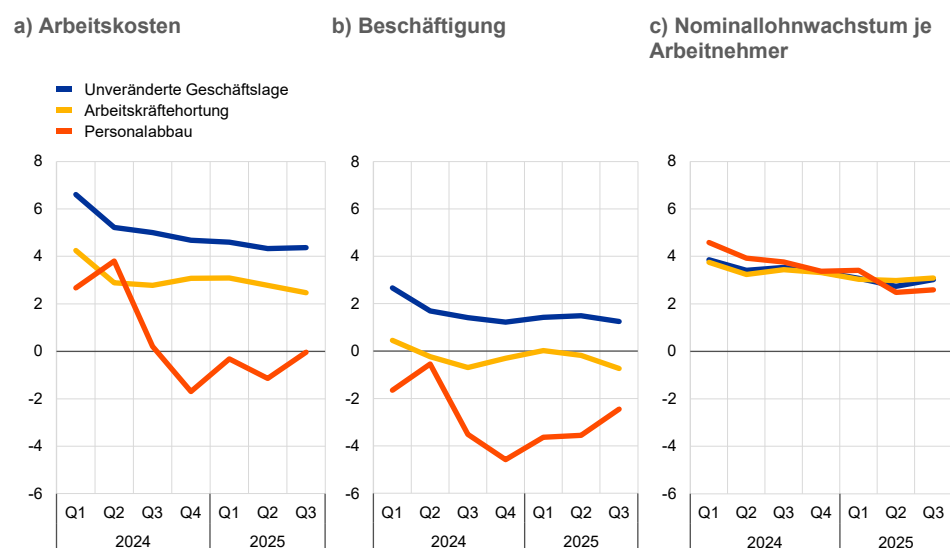 a) Arbeitskosten
b) Beschäftigung
c) Nominallohnwachstum je
Arbeitnehmer
Unveränderte Geschäftslage
Arbeitskräftehortung
Personalabbau
8
6
4
2
0
-2
-4
-6
Q1 Q2 Q3 Q4 Q1 Q2 Q3
2024 2025
8
6
4
2
0
-2
-4
-6
Q1 Q2 Q3 Q4 Q1 Q2 Q3
2024 2025
8
6
4
2
0
-2
-4
-6
Q1 Q2 Q3 Q4 Q1 Q2 Q3
2024 2025